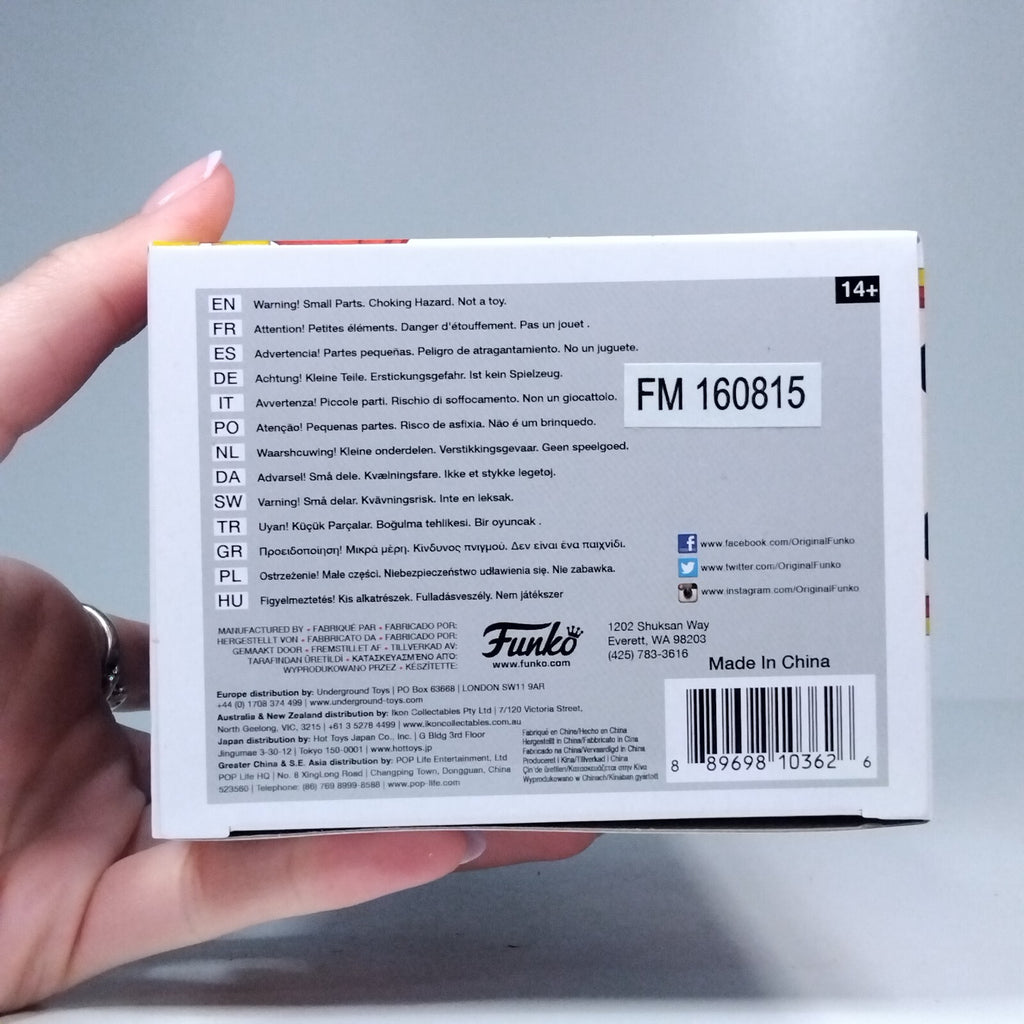 14+
EN Warning! Small Parts. Choking Hazard. Not a toy.
FR Attention! Petites éléments. Danger d'étouffement. Pas un jouet .
ES Advertencia! Partes pequeñas. Peligro de atragantamiento. No un juguete.
DE Achtung! Kleine Teile. Erstickungsgefahr. Ist kein Spielzeug.
IT Avvertenza! Piccole parti. Rischio di soffocamento. Non un giocattolo.
FM 160815
PO Atenção! Pequenas partes. Risco de asfixia. Não é um brinquedo.
NL Waarshcuwing! Kleine onderdelen. Verstikkingsgevaar. Geen speelgoed.
DA Advarsel! Små dele. Kvælningsfare. Ikke et stykke legetøj.
SW Varning! Små delar. Kvävningsrisk. Inte en leksak.
TR Uyarı! Küçük Parçalar. Boğulma tehlikesi. Bir oyuncak .
GR Προειδοποίηση! Μικρά μέρη. Κίνδυνος πνιγμού. Δεν είναι ένα παιχνίδι.
PL Ostrzeżenie! Małe części. Niebezpieczeństwo udławienia się. Nie zabawka.
HU Figyelmeztetés! Kis alkatrészek. Fulladásveszély. Nem játékszer
www.facebook.com/OriginalFunko
www.twitter.com/OriginalFunko
www.instagram.com/OriginalFunko
MANUFACTURED BY • FABRIQUÉ PAR • FABRICADO POR:
HERGESTELLT VON • FABBRICATO DA • FABRICADO POR:
GEMAAKT DOOR • FREMSTILLET AF • TILLVERKAD AV:
TARAFINDAN ÜRETİLDİ • ΚΑΤΑΣΚΕΥΑΣΜΕΝΟ ΑΠΟ:
WYPRODUKOWANO PRZEZ • KÉSZÍTETTE:
Funko
www.funko.com
1202 Shuksan Way
Everett, WA 98203
(425) 783-3616
Made In China
Europe distribution by: Underground Toys | PO Box 63668 | LONDON SW11 9AR
+44 (0) 1708 374 499 | www.underground-toys.com
Australia & New Zealand distribution by: Ikon Collectables Pty Ltd | 7/120 Victoria Street,
North Geelong, VIC, 3215 | +61 3 5278 4499 | www.ikoncollectables.com.au
Japan distribution by: Hot Toys Japan Co., Inc. | G Bldg 3rd Floor
Jingumae 3-30-12 | Tokyo 150-0001 | www.hottoys.jp
Greater China & S.E. Asia distribution by: POP Life Entertainment, Ltd
POP Life HQ | No. 8 XingLong Road | Changping Town, Dongguan, China
523560 | Telephone: (86) 769 8999-8588 | www.pop-life.com
Fabriqué en Chine/Hecho en China
Hergestellt in China/Fabbricato in Cina
Fabricado na China/Vervaardigd in China
Produceret i Kina/Tillverkad i China
Çin'de üretilen/Κατασκευάζεται στην Κίνα
Wyprodukowano w Chinach/Kínában gyártott
8 89698 10362 6